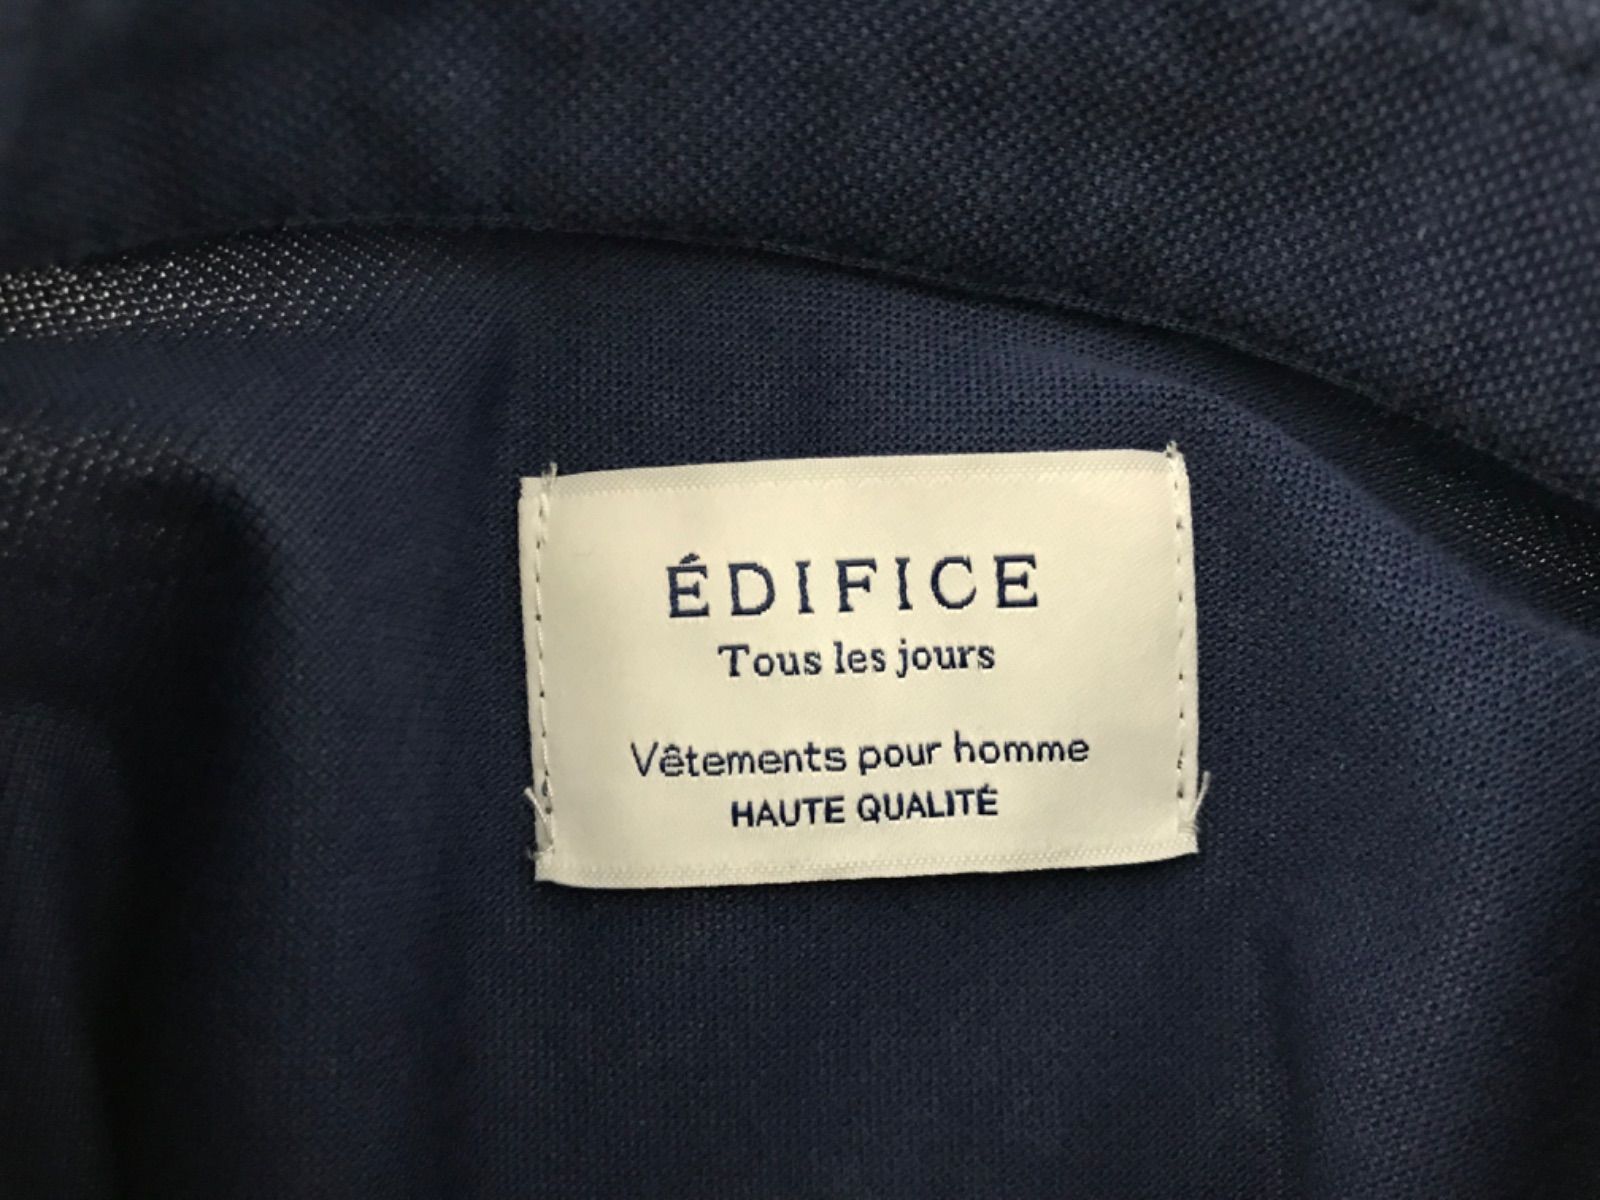 ÉDIFICE
Tous les jours
Vêtements pour homme
HAUTE QUALITÉ